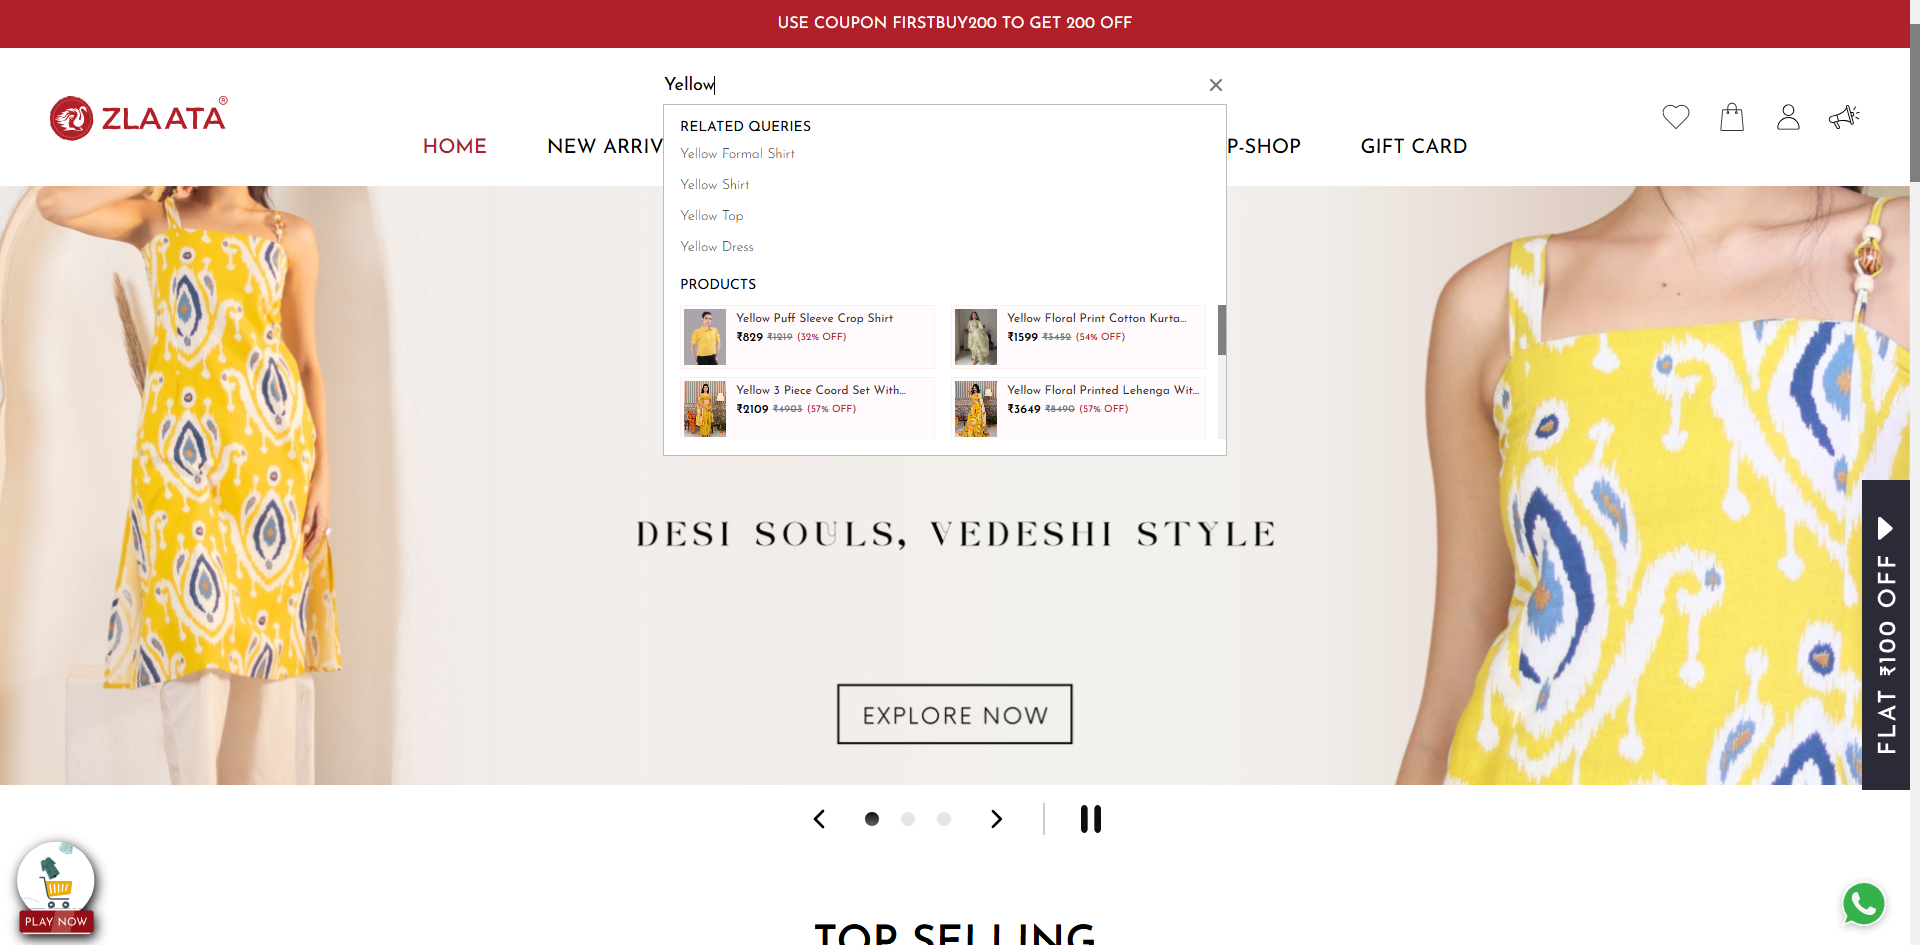 USE COUPON FIRSTBUY200 TO GET 200 OFF
Yellow
ZLAATA®
HOME
NEW ARRIV
P-SHOP
GIFT CARD
RELATED QUERIES
Yellow Formal Shirt
Yellow Shirt
Yellow Top
Yellow Dress
PRODUCTS
Yellow Puff Sleeve Crop Shirt
₹829 ₹1219 (32% OFF)
Yellow Floral Print Cotton Kurta...
₹1599 ₹3452 (54% OFF)
Yellow 3 Piece Coord Set With...
₹2109 ₹4903 (57% OFF)
Yellow Floral Printed Lehenga Wit...
₹3649 ₹8490 (57% OFF)
DESI SOULS, VEDESHI STYLE
EXPLORE NOW
FLAT ₹100 OFF
PLAY NOW
TOP SELLING